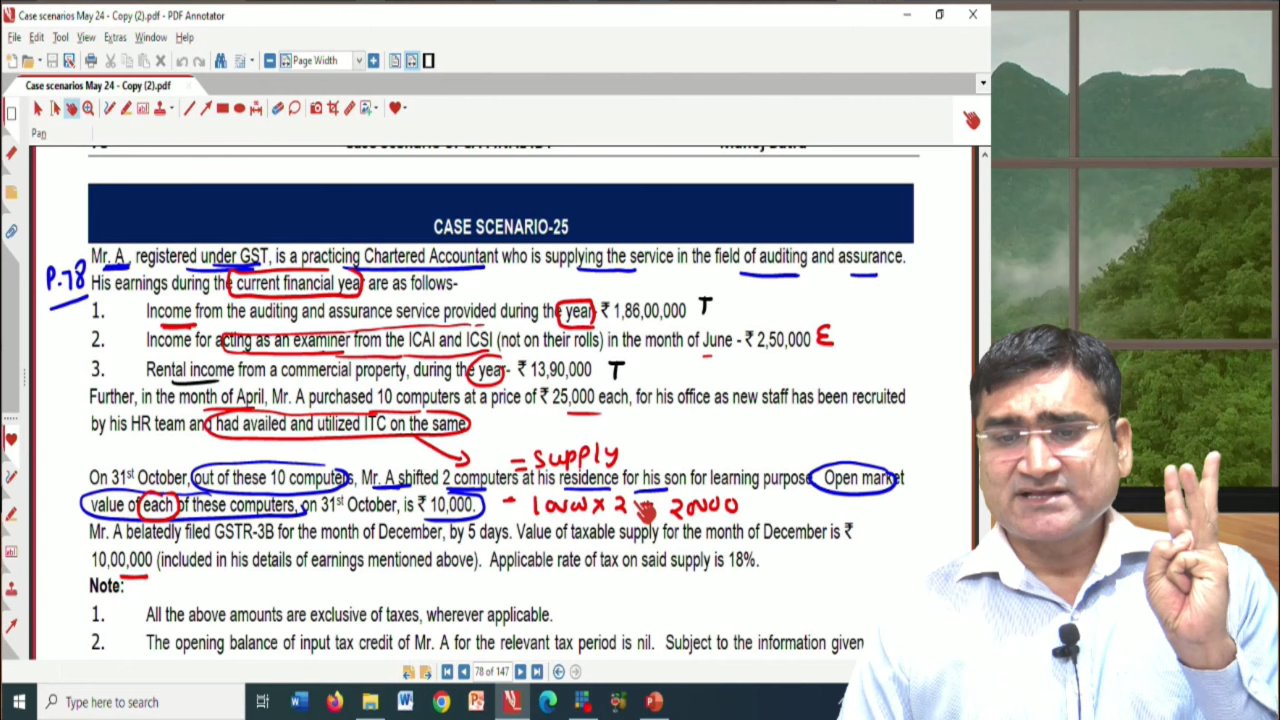 Case scenarios May 24 - Copy (2).pdf - PDF Annotator
File Edit Tool View Extras Window Help
Page Width
Case scenarios May 24 - Copy (2).pdf
Pan
CASE SCENARIO-25
Mr. A, registered under GST, is a practicing Chartered Accountant who is supplying the service in the field of auditing and assurance.
P.78
His earnings during the current financial year are as follows-
1. Income from the auditing and assurance service provided during the year- ₹ 1,86,00,000 T
2. Income for acting as an examiner from the ICAI and ICSI (not on their rolls) in the month of June - ₹ 2,50,000 E
3. Rental income from a commercial property, during the year- ₹ 13,90,000 T
Further, in the month of April, Mr. A purchased 10 computers at a price of ₹ 25,000 each, for his office as new staff has been recruited
by his HR team and had availed and utilized ITC on the same
= supply
On 31st October, out of these 10 computers, Mr. A shifted 2 computers at his residence for his son for learning purpose. Open market
value of each of these computers, on 31st October, is ₹ 10,000.
20000
Mr. A belatedly filed GSTR-3B for the month of December, by 5 days. Value of taxable supply for the month of December is ₹
10,00,000 (included in his details of earnings mentioned above). Applicable rate of tax on said supply is 18%.
Note:
1. All the above amounts are exclusive of taxes, wherever applicable.
2. The opening balance of input tax credit of Mr. A for the relevant tax period is nil. Subject to the information given
78 of 147
Type here to search